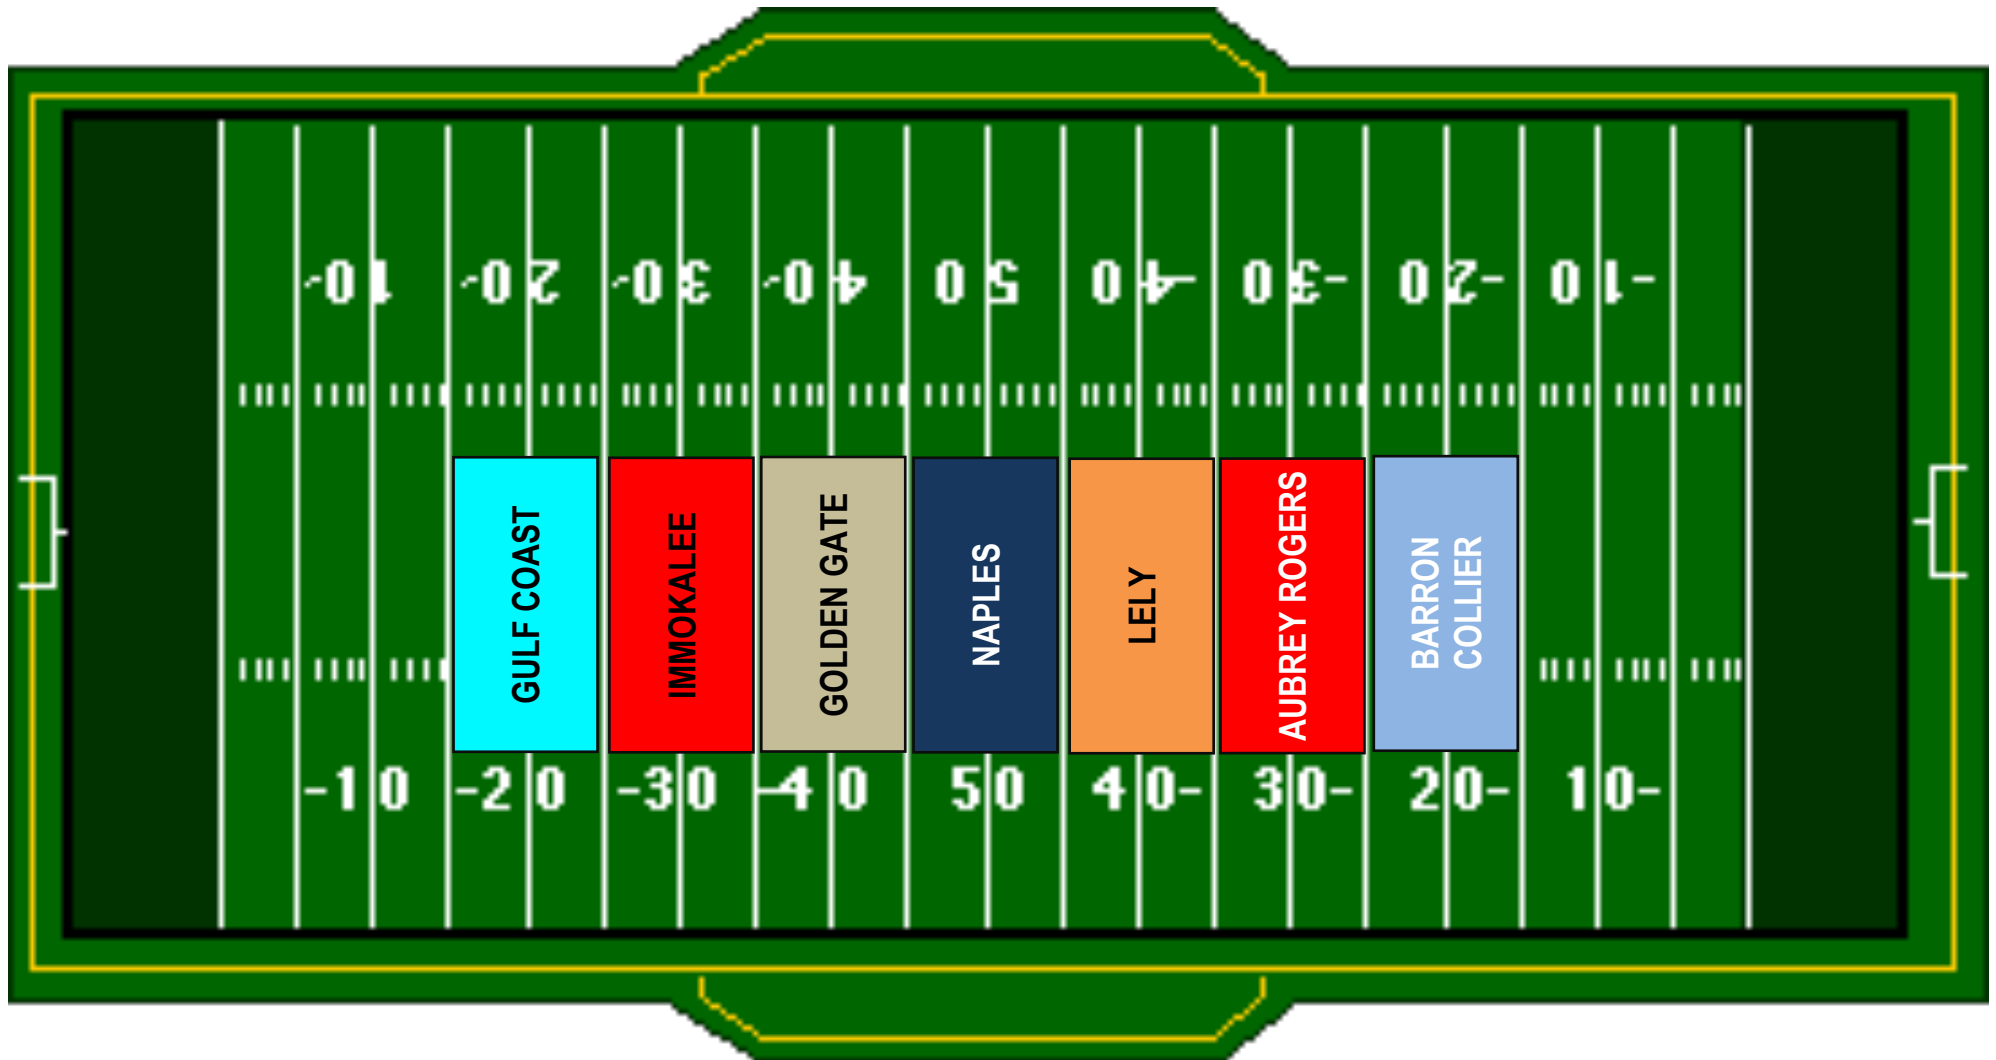 -10 -20 -30 -40 50 40- 30- 20- 10-
GULF COAST
IMMOKALEE
GOLDEN GATE
NAPLES
LELY
AUBREY ROGERS
BARRON
COLLIER
-10 -20 -30 -40 50 40- 30- 20- 10-